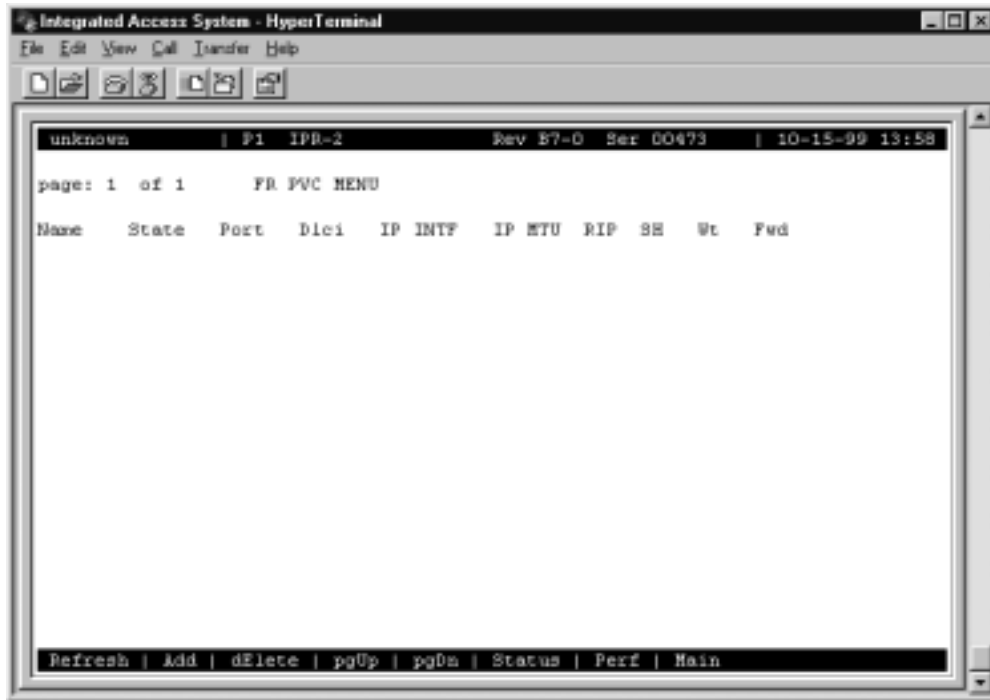 Integrated Access System - HyperTerminal
File Edit View Call Transfer Help
unknown | P1 IPR-2 Rev B7-0 Ser 00473 | 10-15-99 13:58
page: 1 of 1 FR PVC MENU
Name State Port Dlci IP INTF IP MTU RIP SH Wt Fwd
Refresh | Add | dElete | pgUp | pgDn | Status | Perf | Main